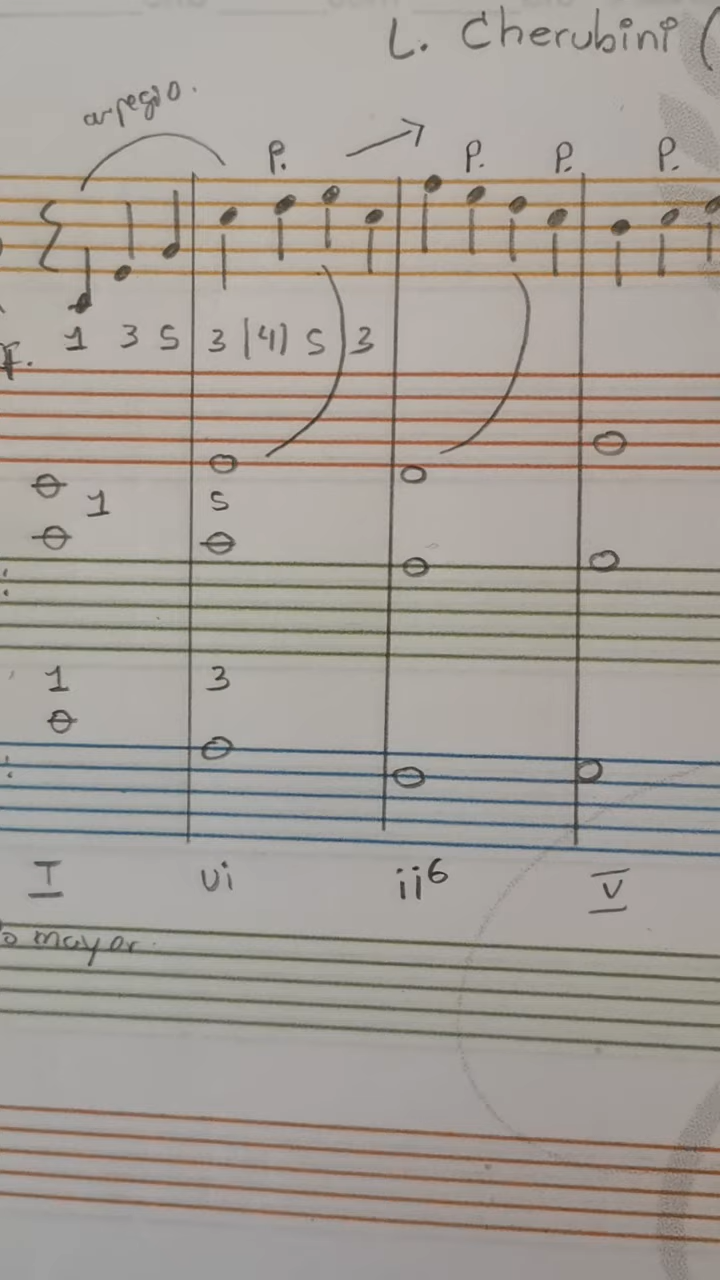 L. Cherubini (
arpegio.
P. P. P. P.
1 3 5 3 (4) 5 3
1 5
1 3
I vi ii6 V
o mayor.